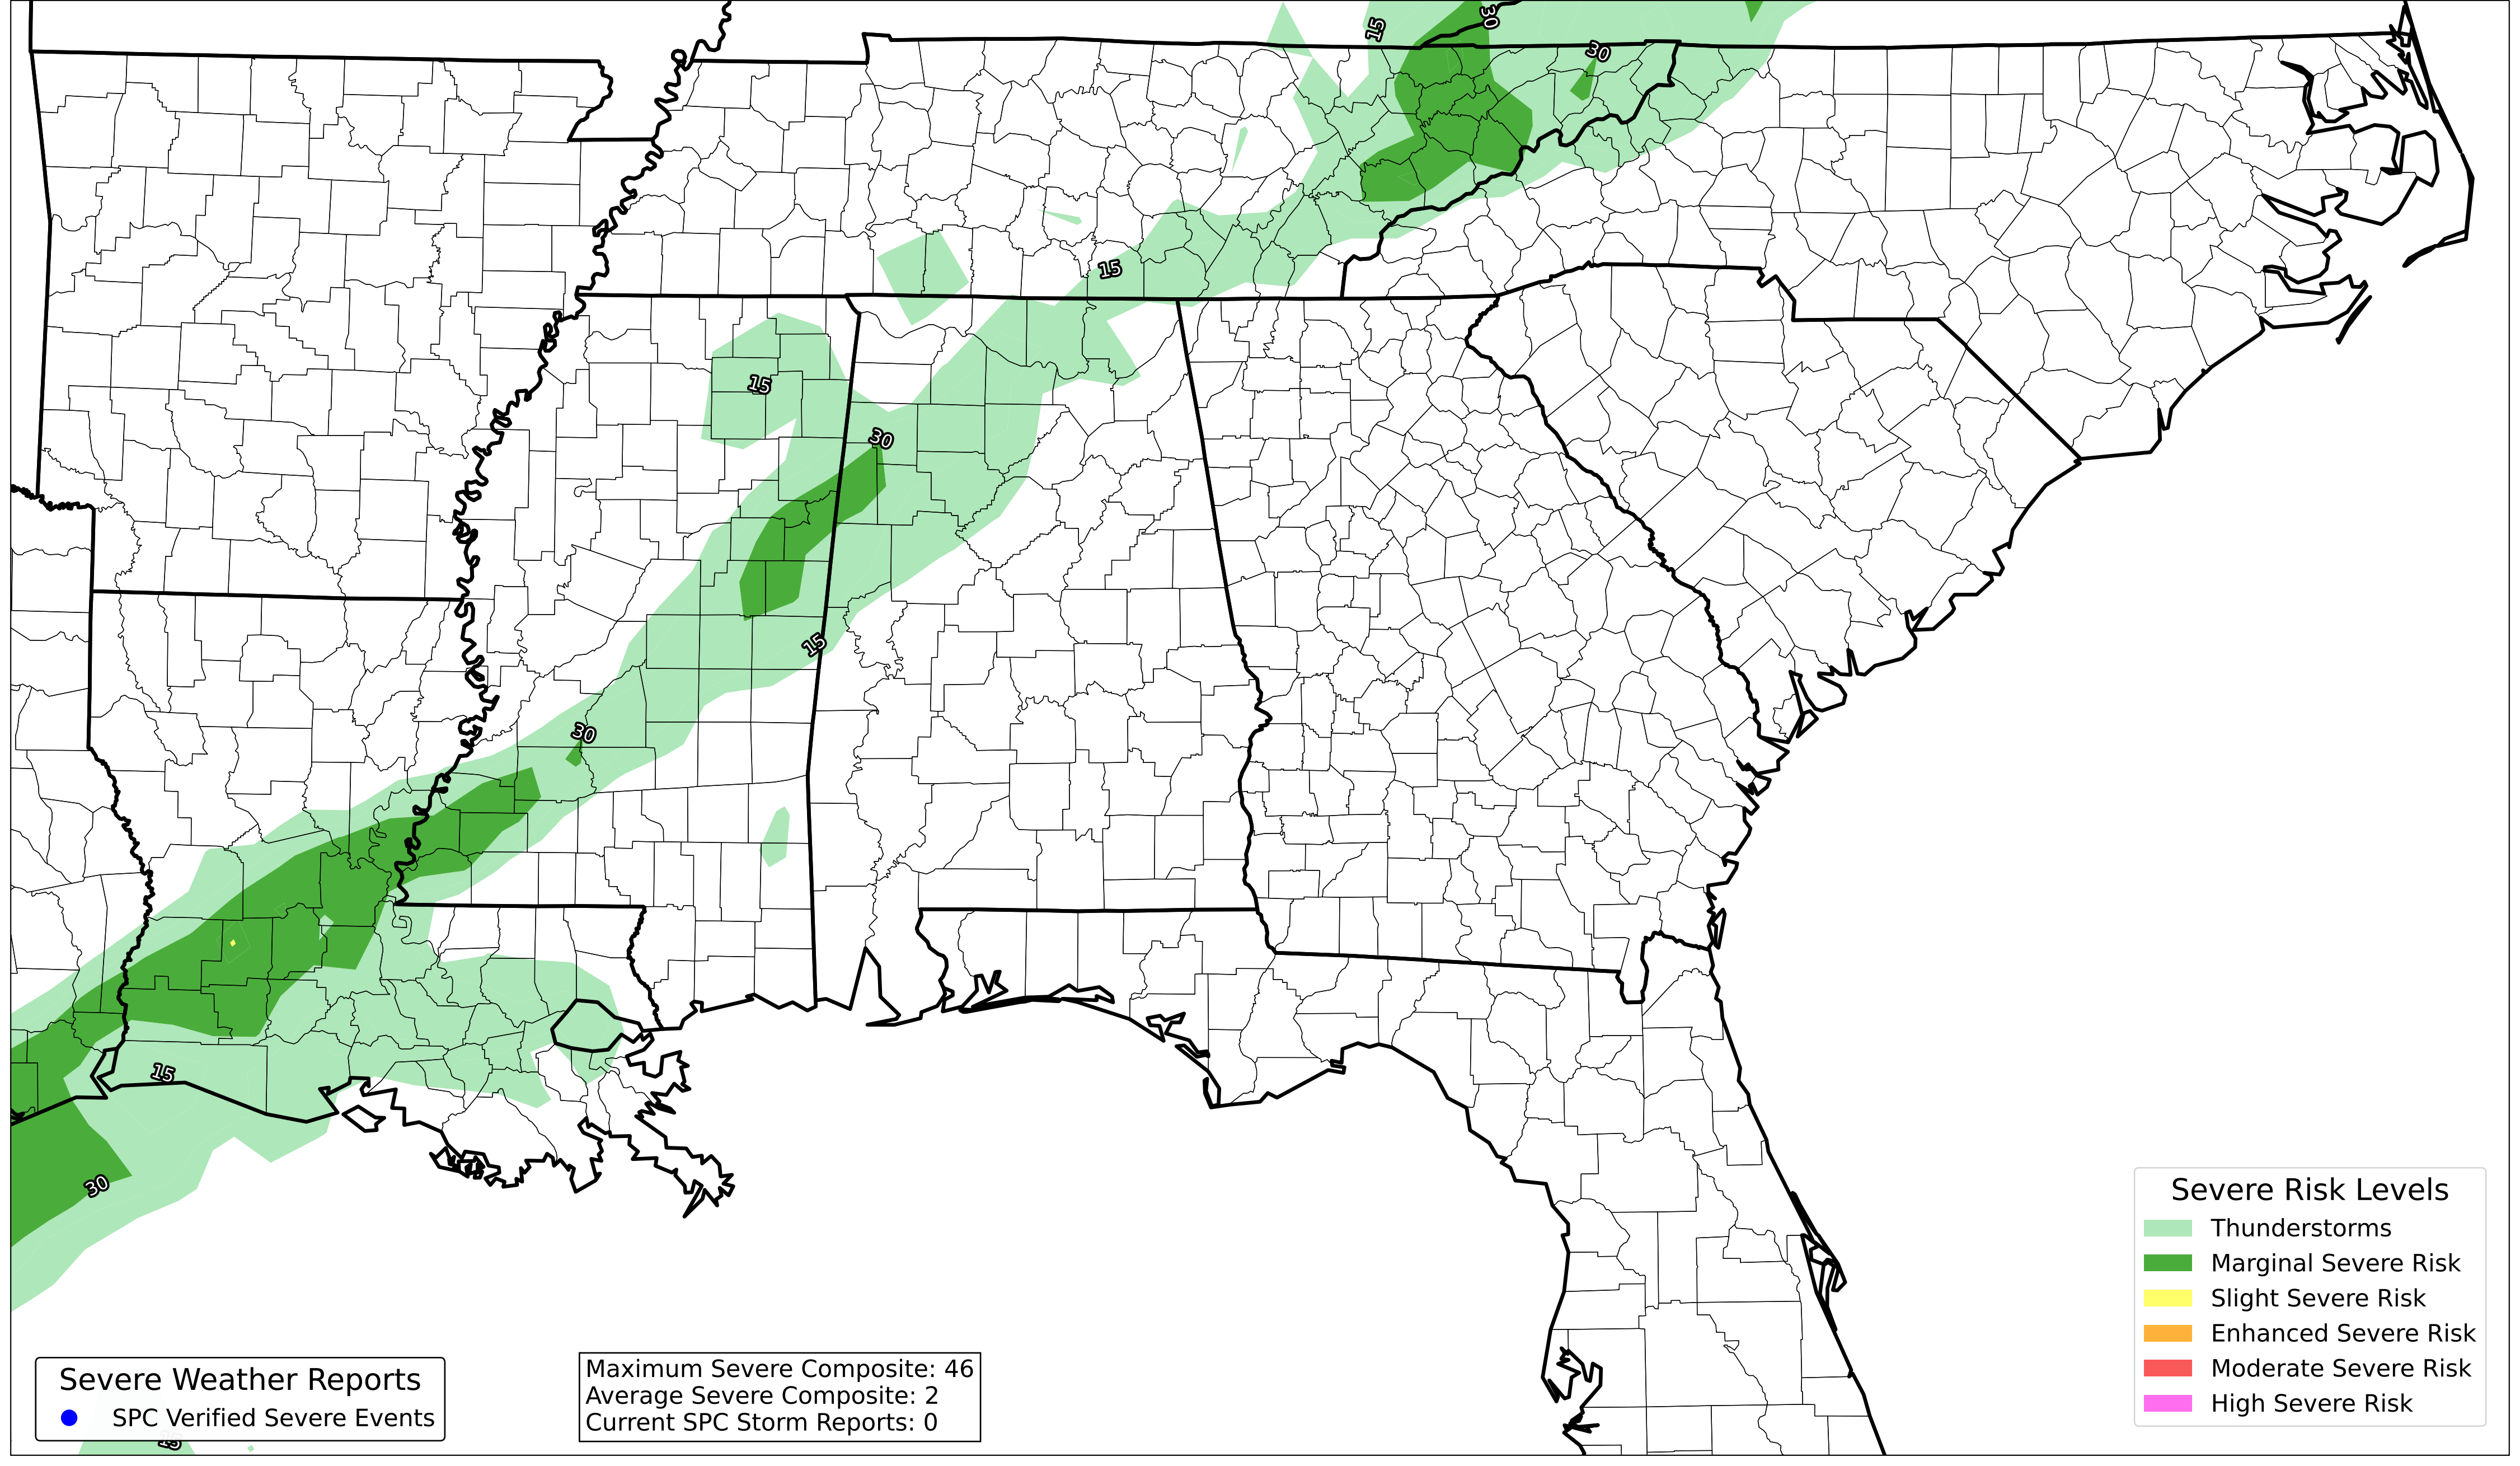 15
30
30
15
15
30
15
30
15
30
15
Severe Risk Levels
Thunderstorms
Marginal Severe Risk
Slight Severe Risk
Enhanced Severe Risk
Moderate Severe Risk
High Severe Risk
Severe Weather Reports
SPC Verified Severe Events
Maximum Severe Composite: 46
Average Severe Composite: 2
Current SPC Storm Reports: 0